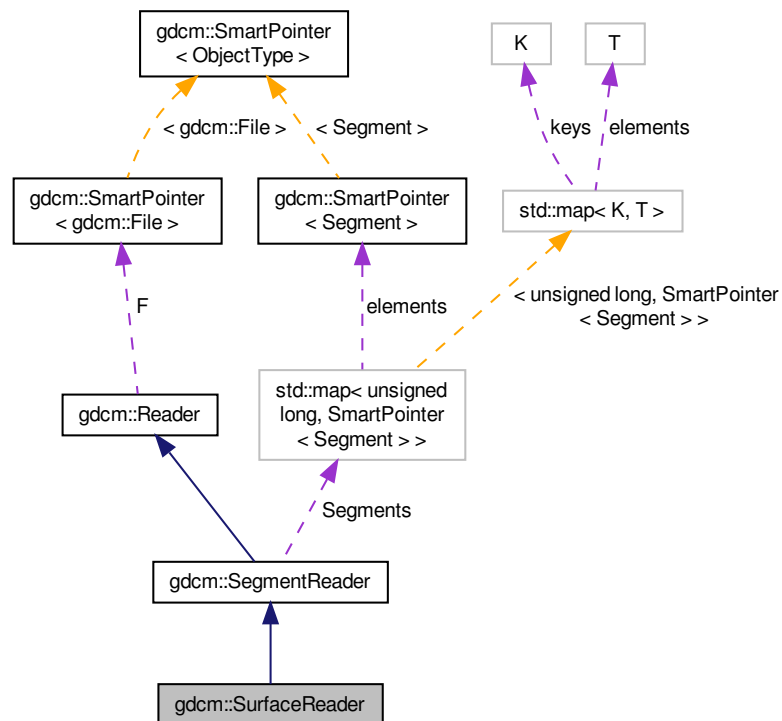 gdcm::SmartPointer
< ObjectType >
K
T
< gdcm::File >
< Segment >
keys
elements
gdcm::SmartPointer
< gdcm::File >
gdcm::SmartPointer
< Segment >
std::map< K, T >
F
elements
< unsigned long, SmartPointer
< Segment > >
std::map< unsigned
long, SmartPointer
< Segment > >
gdcm::Reader
Segments
gdcm::SegmentReader
gdcm::SurfaceReader